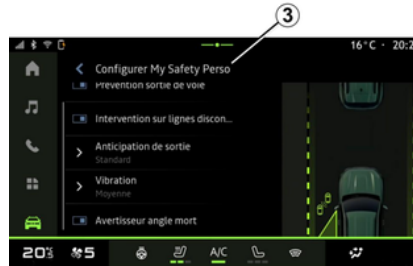 3
16°C · 20:2
Configurer My Safety Perso
Prévention sortie de voie
Intervention sur lignes discon...
Anticipation de sortie
Standard
Vibration
Moyenne
Avertisseur angle mort
20°5 5 A/C